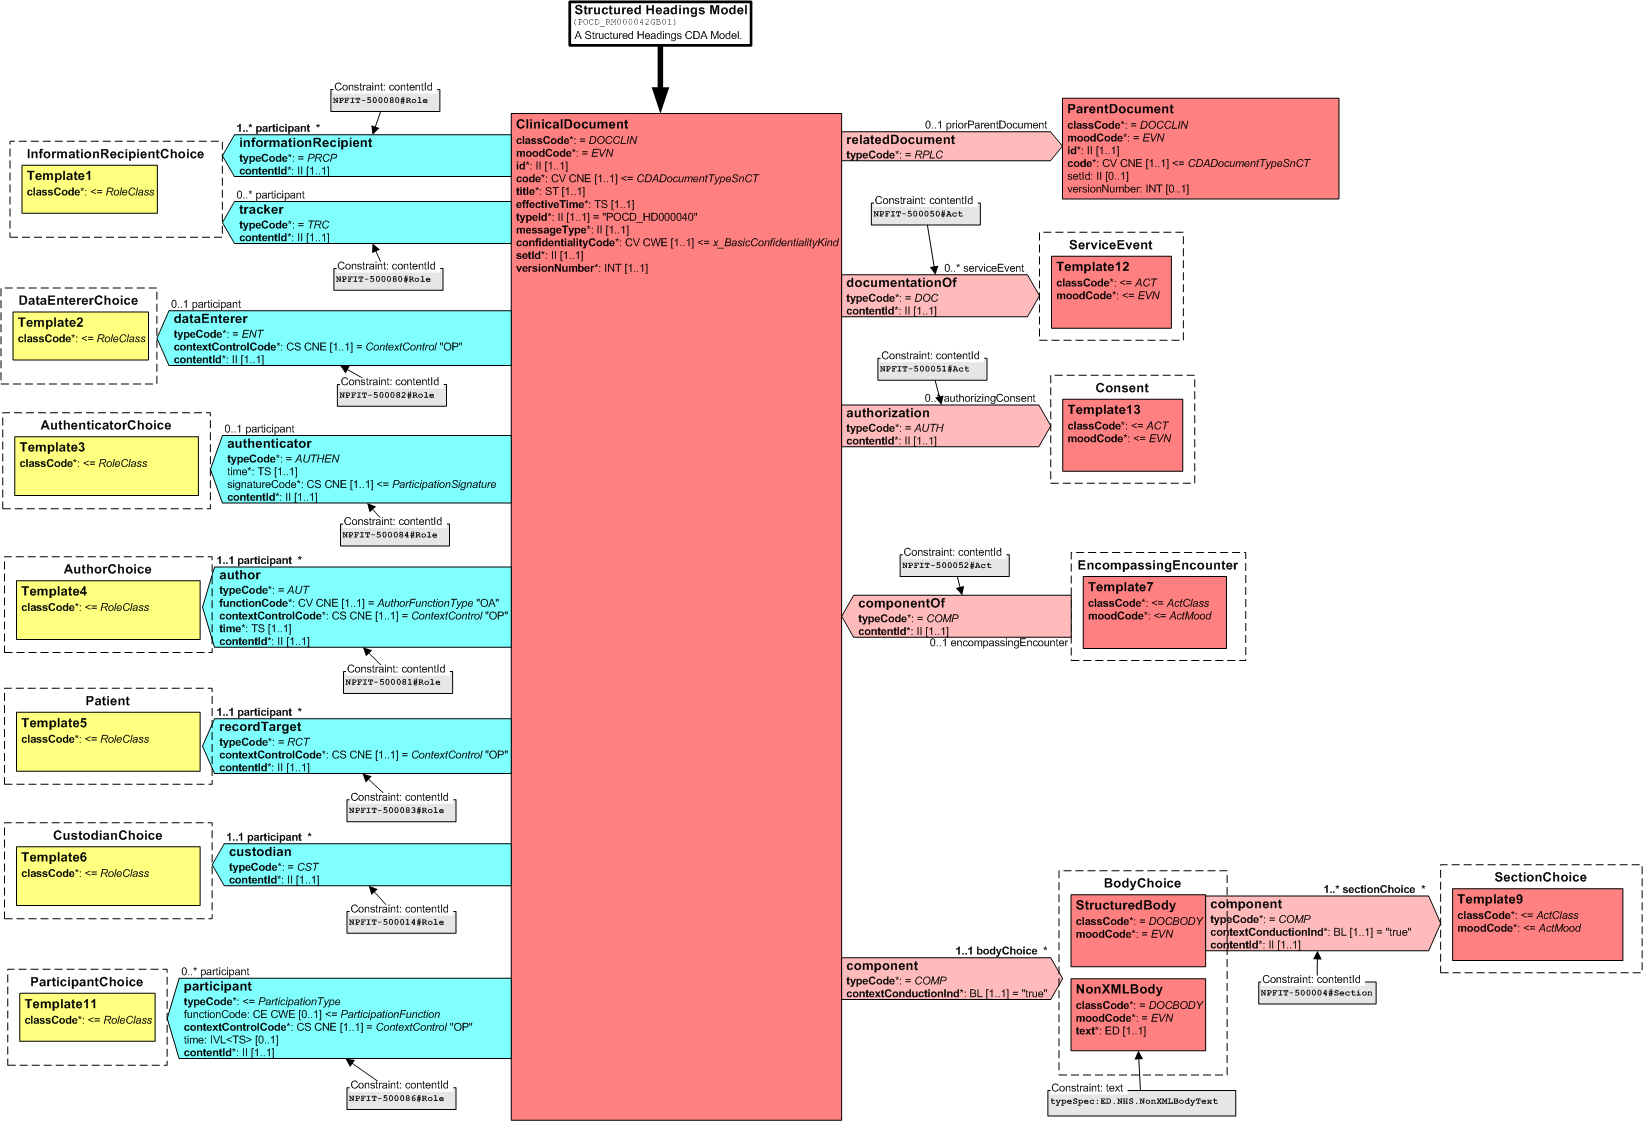 Structured Headings Model
(POCD_RM000042GB01)
A Structured Headings CDA Model.
Constraint: contentId
NPFIT-500080#Role
1..* participant *
informationRecipient
typeCode*: = PRCP
contentId*: II [1..1]
InformationRecipientChoice
Template1
classCode*: <= RoleClass
0..* participant
tracker
typeCode*: = TRC
contentId*: II [1..1]
Constraint: contentId
NPFIT-500080#Role
DataEntererChoice
Template2
classCode*: <= RoleClass
0..1 participant
dataEnterer
typeCode*: = ENT
contextControlCode*: CS CNE [1..1] = ContextControl "OP"
contentId*: II [1..1]
Constraint: contentId
NPFIT-500082#Role
AuthenticatorChoice
Template3
classCode*: <= RoleClass
0..1 participant
authenticator
typeCode*: = AUTHEN
time*: TS [1..1]
signatureCode*: CS CNE [1..1] <= ParticipationSignature
contentId*: II [1..1]
Constraint: contentId
NPFIT-500084#Role
AuthorChoice
Template4
classCode*: <= RoleClass
1..1 participant *
author
typeCode*: = AUT
functionCode*: CV CNE [1..1] = AuthorFunctionType "OA"
contextControlCode*: CS CNE [1..1] = ContextControl "OP"
time*: TS [1..1]
contentId*: II [1..1]
Constraint: contentId
NPFIT-500081#Role
Patient
Template5
classCode*: <= RoleClass
1..1 participant *
recordTarget
typeCode*: = RCT
contextControlCode*: CS CNE [1..1] = ContextControl "OP"
contentId*: II [1..1]
Constraint: contentId
NPFIT-500083#Role
CustodianChoice
Template6
classCode*: <= RoleClass
1..1 participant *
custodian
typeCode*: = CST
contentId*: II [1..1]
Constraint: contentId
NPFIT-500014#Role
ParticipantChoice
Template11
classCode*: <= RoleClass
0..* participant
participant
typeCode*: <= ParticipationType
functionCode: CE CWE [0..1] <= ParticipationFunction
contextControlCode*: CS CNE [1..1] = ContextControl "OP"
time: IVL<TS> [0..1]
contentId*: II [1..1]
Constraint: contentId
NPFIT-500086#Role
ClinicalDocument
classCode*: = DOCCLIN
moodCode*: = EVN
id*: II [1..1]
code*: CV CNE [1..1] <= CDADocumentTypeSnCT
title*: ST [1..1]
effectiveTime*: TS [1..1]
typeId*: II [1..1] = "POCD_HD000040"
messageType*: II [1..1]
confidentialityCode*: CV CWE [1..1] <= x_BasicConfidentialityKind
setId*: II [1..1]
versionNumber*: INT [1..1]
0..1 priorParentDocument
relatedDocument
typeCode*: = RPLC
ParentDocument
classCode*: = DOCCLIN
moodCode*: = EVN
id*: II [1..1]
code*: CV CNE [1..1] <= CDADocumentTypeSnCT
setId: II [0..1]
versionNumber: INT [0..1]
Constraint: contentId
NPFIT-500050#Act
0..* serviceEvent
documentationOf
typeCode*: = DOC
contentId*: II [1..1]
ServiceEvent
Template12
classCode*: <= ACT
moodCode*: <= EVN
Constraint: contentId
NPFIT-500051#Act
0..* authorizingConsent
authorization
typeCode*: = AUTH
contentId*: II [1..1]
Consent
Template13
classCode*: <= ACT
moodCode*: <= EVN
Constraint: contentId
NPFIT-500052#Act
componentOf
typeCode*: = COMP
contentId*: II [1..1]
0..1 encompassingEncounter
EncompassingEncounter
Template7
classCode*: <= ActClass
moodCode*: <= ActMood
1..1 bodyChoice *
component
typeCode*: = COMP
contextConductionInd*: BL [1..1] = "true"
BodyChoice
StructuredBody
classCode*: = DOCBODY
moodCode*: = EVN
NonXMLBody
classCode*: = DOCBODY
moodCode*: = EVN
text*: ED [1..1]
Constraint: text
typeSpec:ED.NHS.NonXMLBodyText
1..* sectionChoice *
component
typeCode*: = COMP
contextConductionInd*: BL [1..1] = "true"
contentId*: II [1..1]
Constraint: contentId
NPFIT-500004#Section
SectionChoice
Template9
classCode*: <= ActClass
moodCode*: <= ActMood